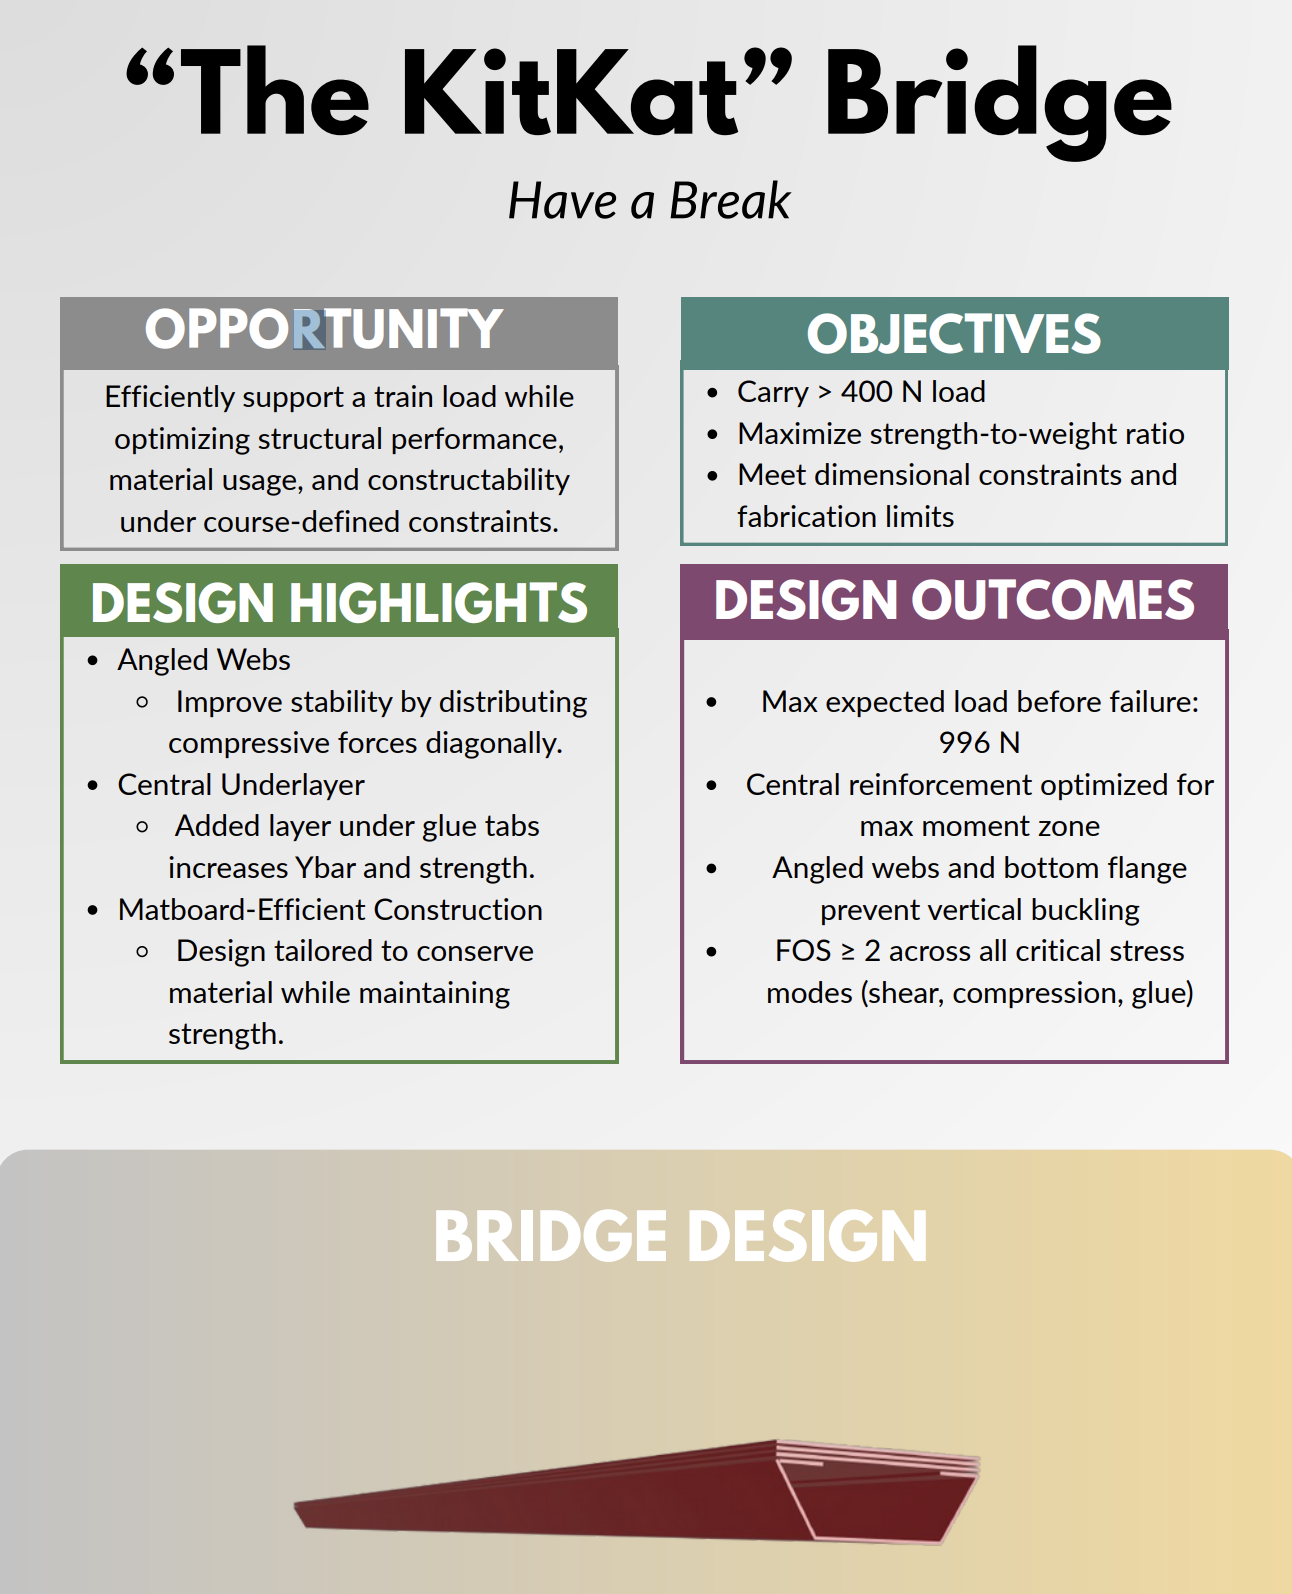 “The KitKat” Bridge
Have a Break
OPPORTUNITY
Efficiently support a train load while
optimizing structural performance,
material usage, and constructability
under course-defined constraints.
OBJECTIVES
• Carry > 400 N load
• Maximize strength-to-weight ratio
• Meet dimensional constraints and
fabrication limits
DESIGN HIGHLIGHTS
• Angled Webs
◦ Improve stability by distributing
compressive forces diagonally.
• Central Underlayer
◦ Added layer under glue tabs
increases Ybar and strength.
• Matboard-Efficient Construction
◦ Design tailored to conserve
material while maintaining
strength.
DESIGN OUTCOMES
• Max expected load before failure:
996 N
• Central reinforcement optimized for
max moment zone
• Angled webs and bottom flange
prevent vertical buckling
• FOS ≥ 2 across all critical stress
modes (shear, compression, glue)
BRIDGE DESIGN